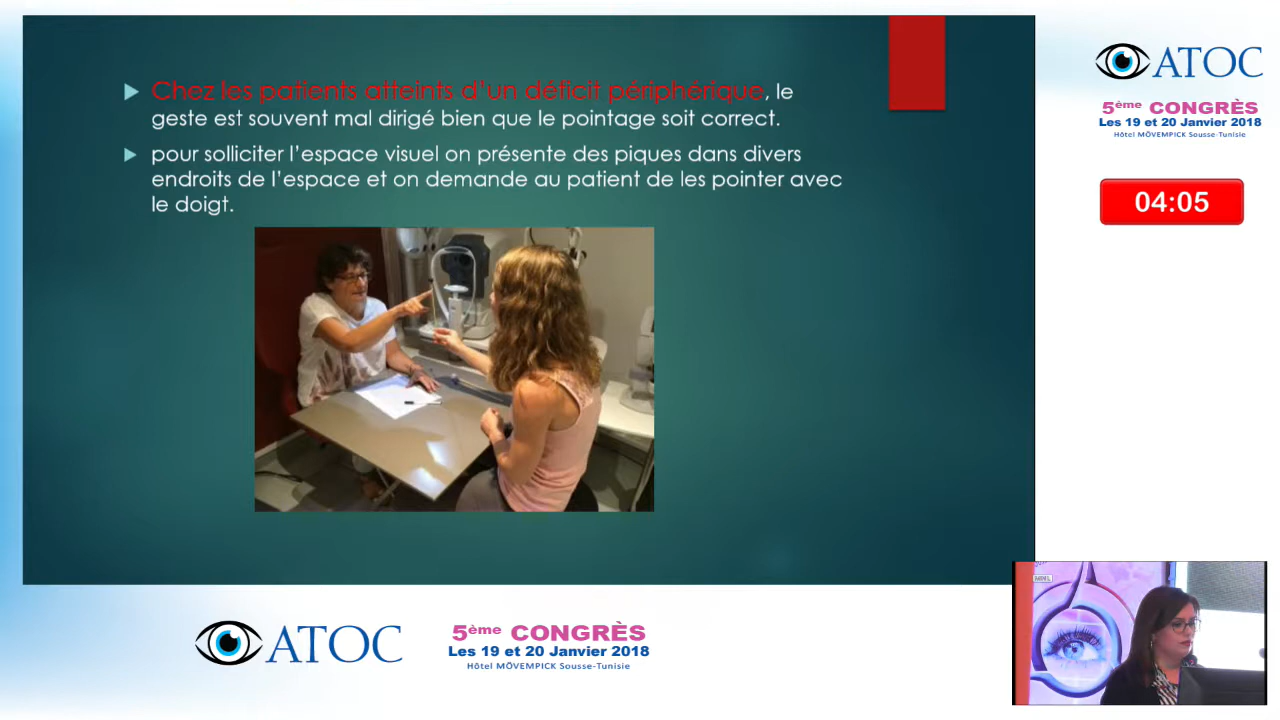 Chez les patients atteints d'un déficit périphérique, le
geste est souvent mal dirigé bien que le pointage soit correct.
pour solliciter l'espace visuel on présente des piques dans divers
endroits de l'espace et on demande au patient de les pointer avec
le doigt.
ATOC
5ème CONGRÈS
Les 19 et 20 Janvier 2018
Hôtel MÖVEMPICK Sousse-Tunisie
04:05
ATOC
5ème CONGRÈS
Les 19 et 20 Janvier 2018
Hôtel MÖVEMPICK Sousse-Tunisie